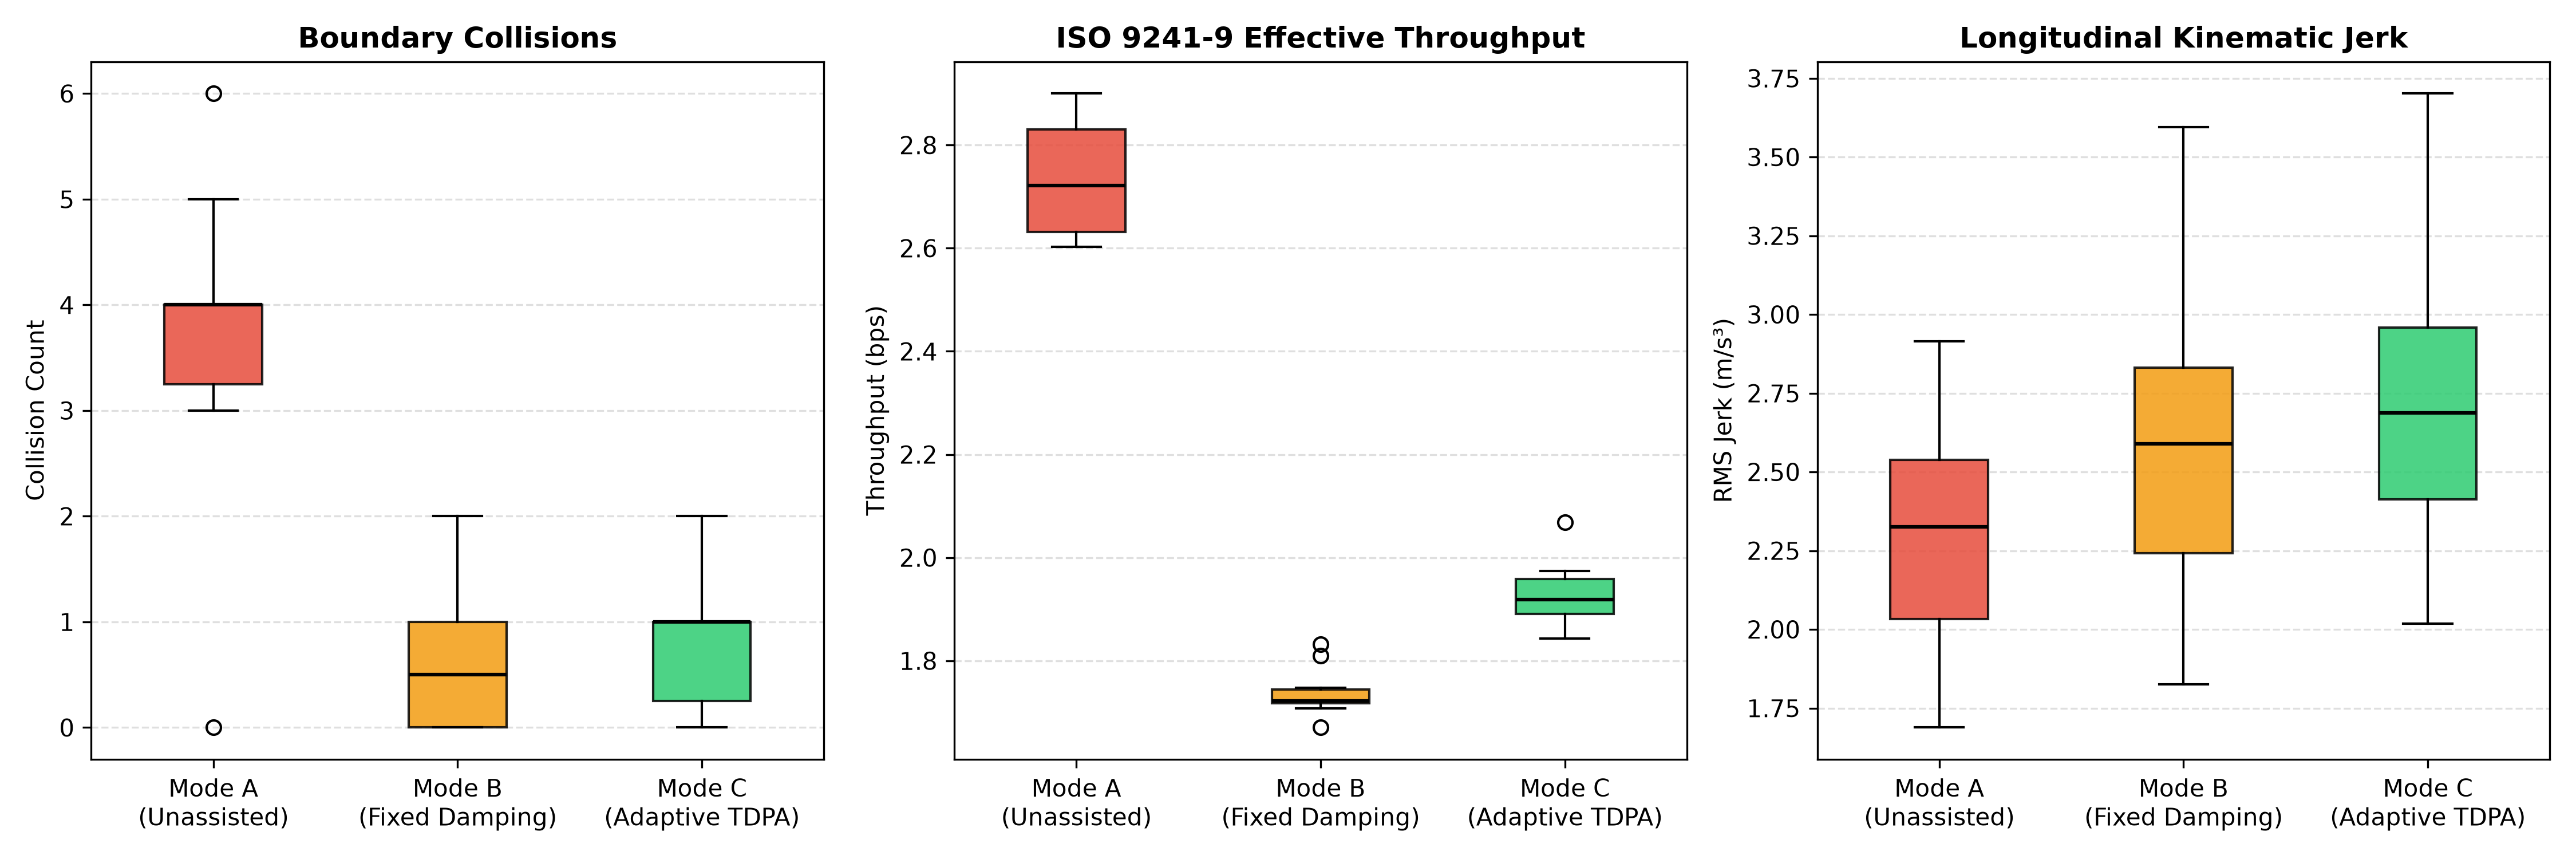 Boundary Collisions
Collision Count
6
5
4
3
2
1
0
Mode A
(Unassisted)
Mode B
(Fixed Damping)
Mode C
(Adaptive TDPA)
ISO 9241-9 Effective Throughput
Throughput (bps)
2.8
2.6
2.4
2.2
2.0
1.8
Mode A
(Unassisted)
Mode B
(Fixed Damping)
Mode C
(Adaptive TDPA)
Longitudinal Kinematic Jerk
RMS Jerk (m/s³)
3.75
3.50
3.25
3.00
2.75
2.50
2.25
2.00
1.75
Mode A
(Unassisted)
Mode B
(Fixed Damping)
Mode C
(Adaptive TDPA)